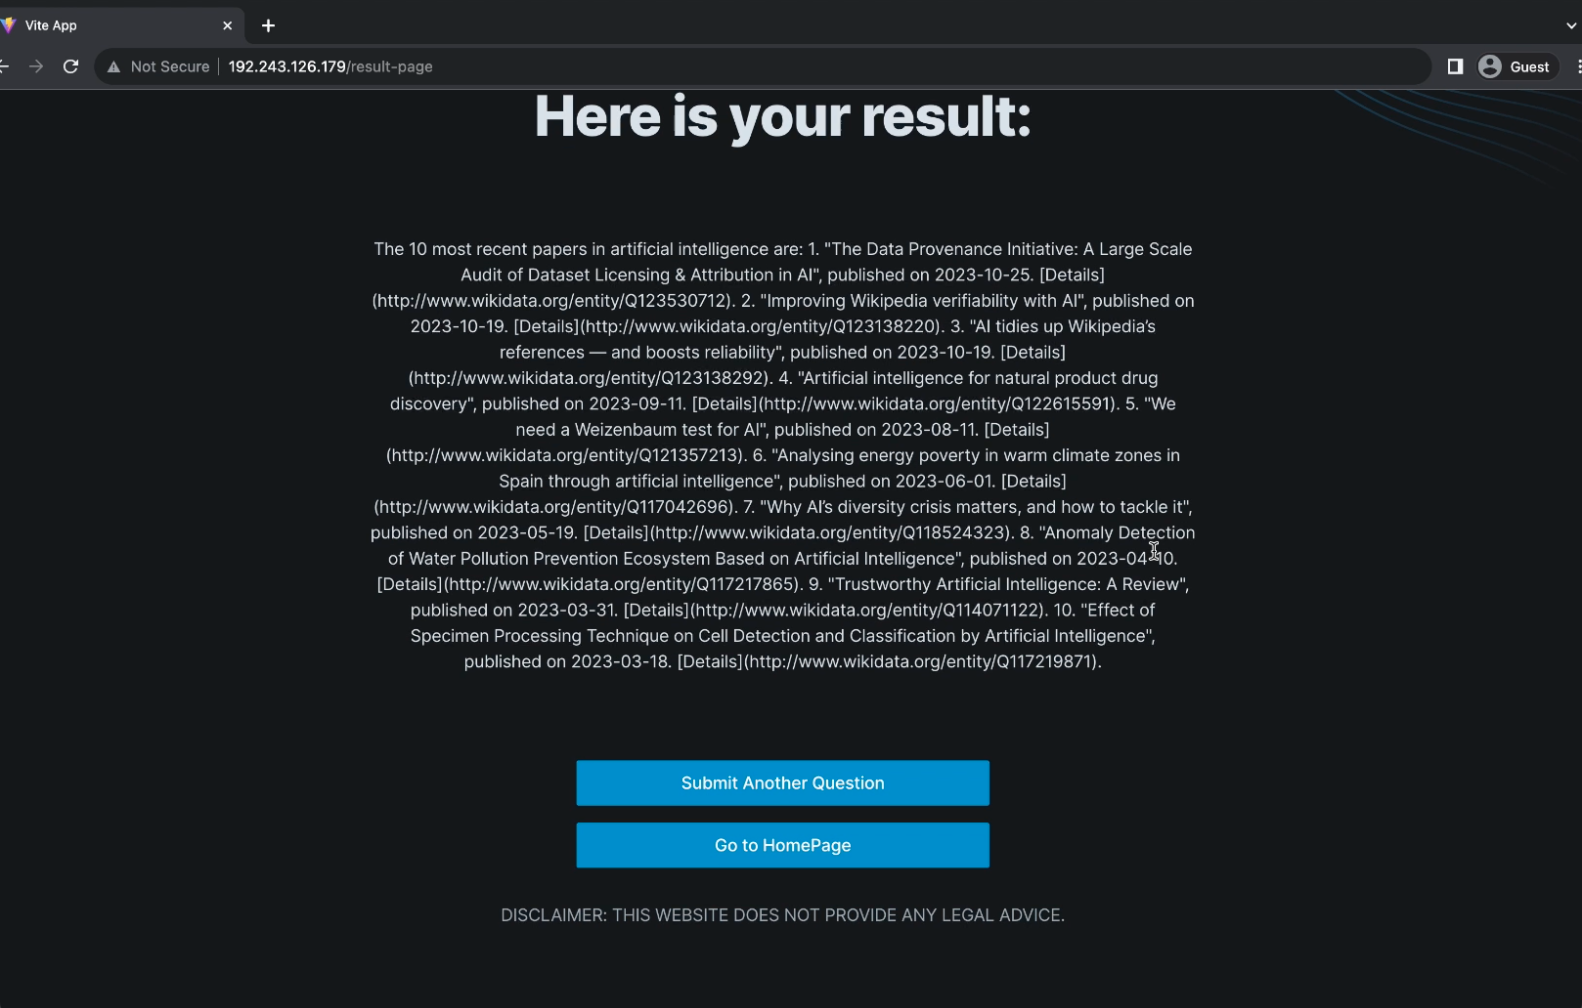 Vite App
Not Secure
192.243.126.179/result-page
Guest
Here is your result:
The 10 most recent papers in artificial intelligence are: 1. "The Data Provenance Initiative: A Large Scale
Audit of Dataset Licensing & Attribution in AI", published on 2023-10-25. [Details]
(http://www.wikidata.org/entity/Q123530712). 2. "Improving Wikipedia verifiability with AI", published on
2023-10-19. [Details](http://www.wikidata.org/entity/Q123138220). 3. "AI tidies up Wikipedia’s
references — and boosts reliability", published on 2023-10-19. [Details]
(http://www.wikidata.org/entity/Q123138292). 4. "Artificial intelligence for natural product drug
discovery", published on 2023-09-11. [Details](http://www.wikidata.org/entity/Q122615591). 5. "We
need a Weizenbaum test for AI", published on 2023-08-11. [Details]
(http://www.wikidata.org/entity/Q121357213). 6. "Analysing energy poverty in warm climate zones in
Spain through artificial intelligence", published on 2023-06-01. [Details]
(http://www.wikidata.org/entity/Q117042696). 7. "Why AI’s diversity crisis matters, and how to tackle it",
published on 2023-05-19. [Details](http://www.wikidata.org/entity/Q118524323). 8. "Anomaly Detection
of Water Pollution Prevention Ecosystem Based on Artificial Intelligence", published on 2023-04-10.
[Details](http://www.wikidata.org/entity/Q117217865). 9. "Trustworthy Artificial Intelligence: A Review",
published on 2023-03-31. [Details](http://www.wikidata.org/entity/Q114071122). 10. "Effect of
Specimen Processing Technique on Cell Detection and Classification by Artificial Intelligence",
published on 2023-03-18. [Details](http://www.wikidata.org/entity/Q117219871).
Submit Another Question
Go to HomePage
DISCLAIMER: THIS WEBSITE DOES NOT PROVIDE ANY LEGAL ADVICE.